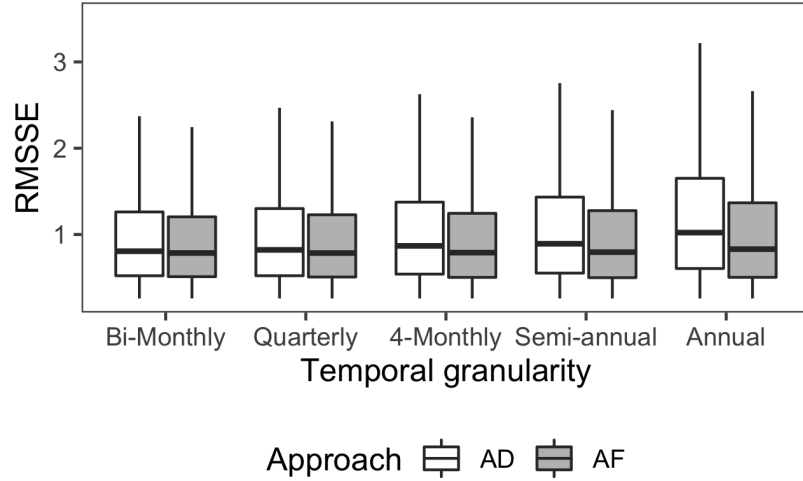 3
2
1
RMSSE
Bi-Monthly Quarterly 4-Monthly Semi-annual Annual
Temporal granularity
Approach AD AF